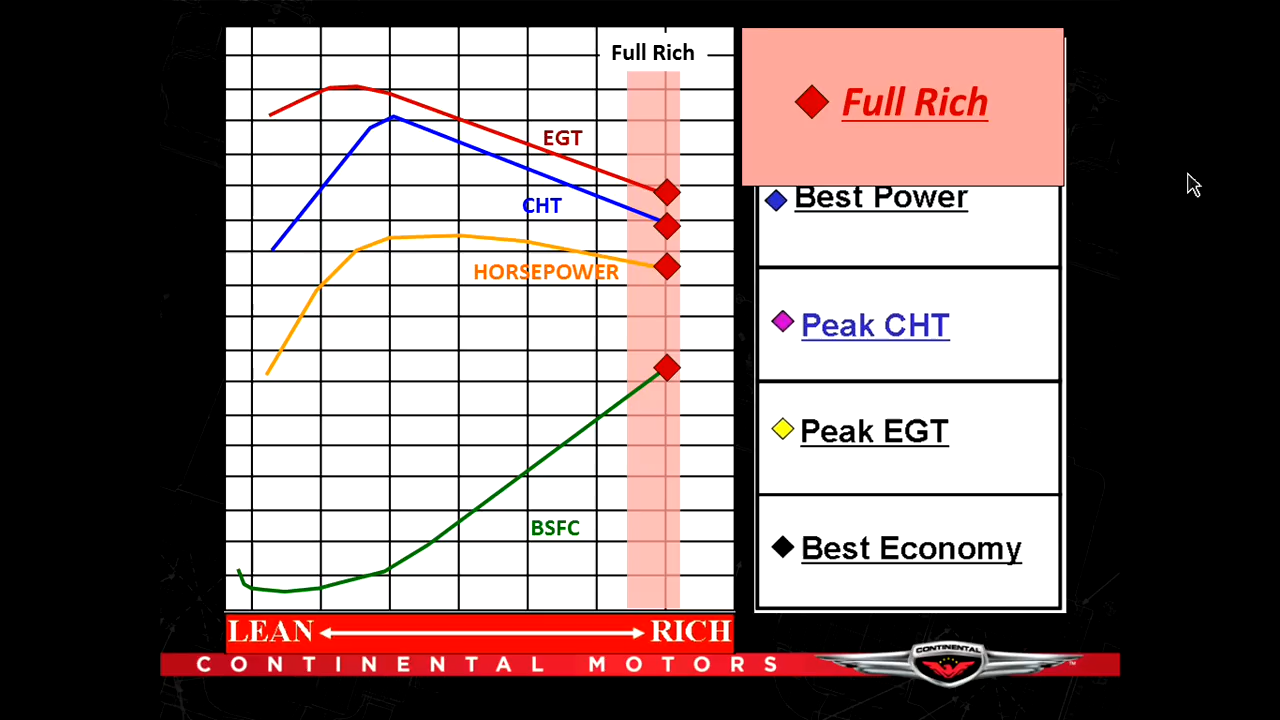 Full Rich
EGT
CHT
HORSEPOWER
BSFC
LEAN
RICH
Full Rich
Best Power
Peak CHT
Peak EGT
Best Economy
CONTINENTAL MOTORS
CONTINENTAL
™